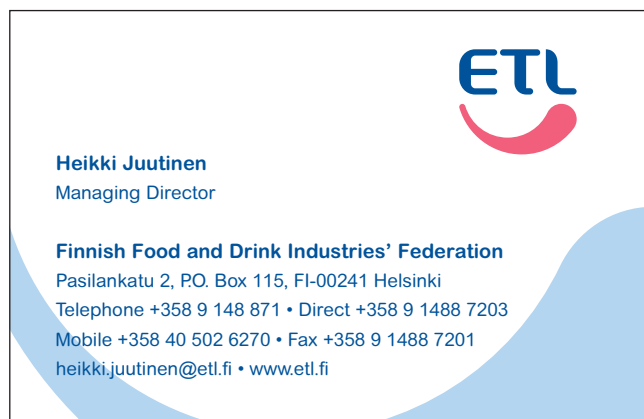 ETL
Heikki Juutinen
Managing Director
Finnish Food and Drink Industries’ Federation
Pasilankatu 2, P.O. Box 115, FI-00241 Helsinki
Telephone +358 9 148 871 • Direct +358 9 1488 7203
Mobile +358 40 502 6270 • Fax +358 9 1488 7201
heikki.juutinen@etl.fi • www.etl.fi